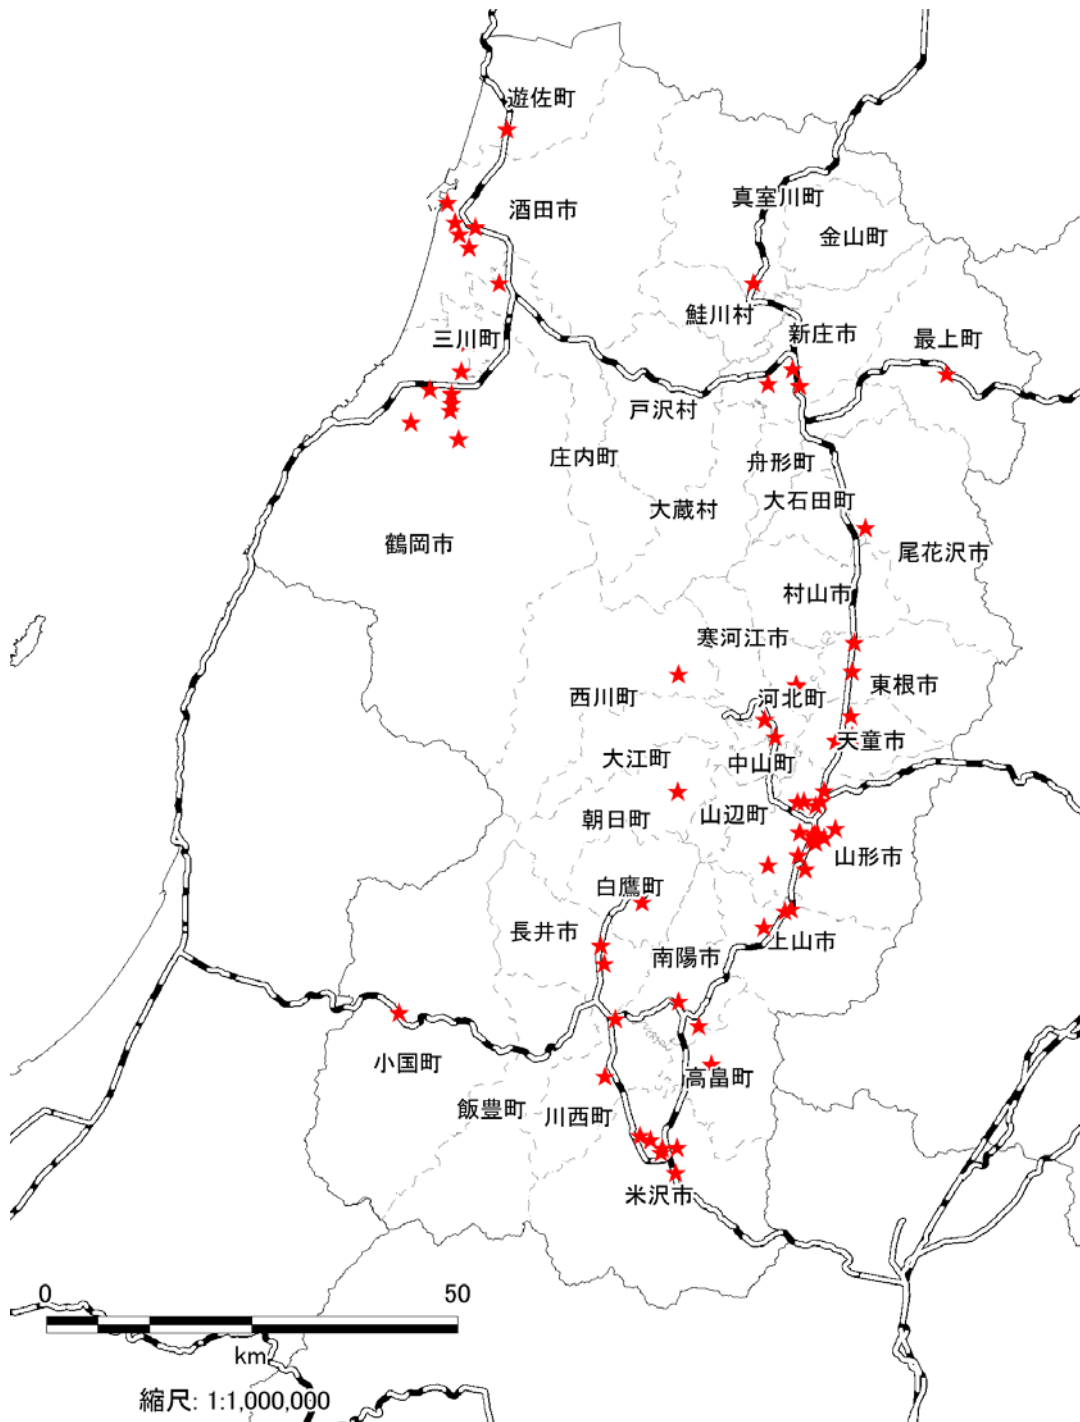 遊佐町
真室川町
酒田市
金山町
鮭川村
新庄市
三川町
最上町
戸沢村
庄内町
舟形町
大石田町
大蔵村
鶴岡市
尾花沢市
村山市
寒河江市
東根市
西川町
河北町
天童市
大江町
中山町
朝日町
山辺町
山形市
白鷹町
長井市
上山市
南陽市
小国町
高畠町
飯豊町
川西町
米沢市
0 50
km
縮尺: 1:1,000,000